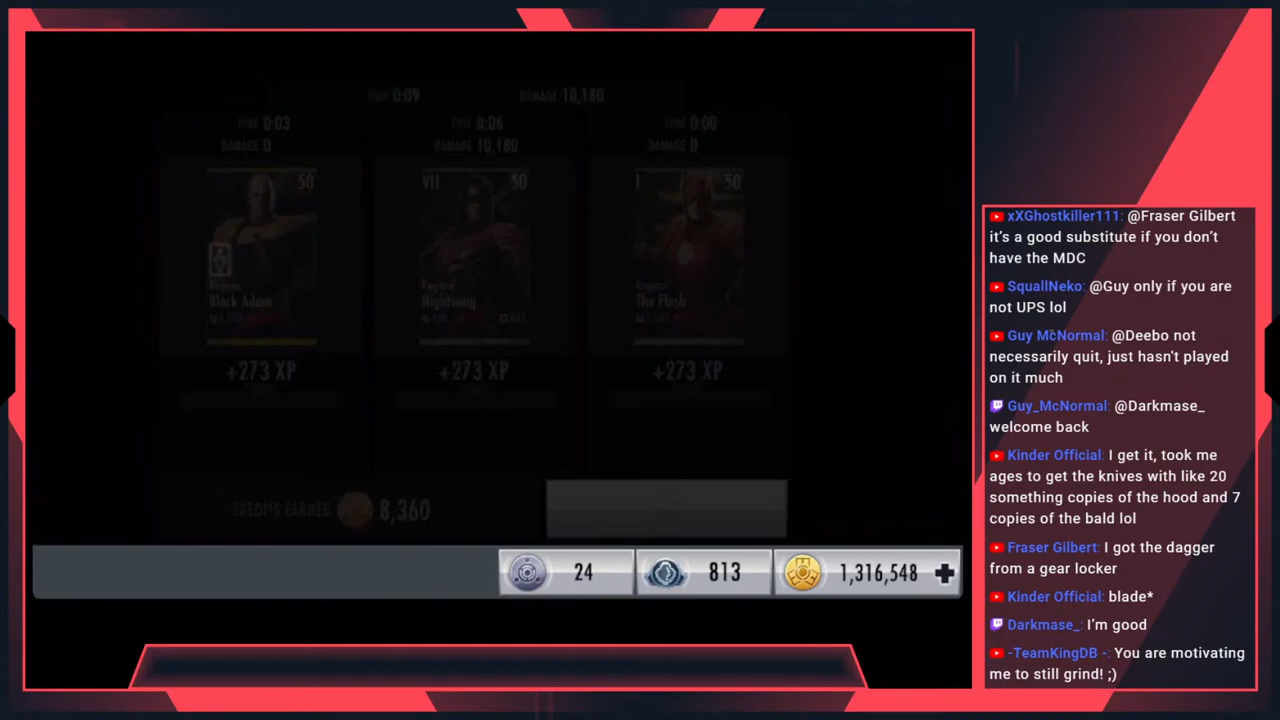 TIME 0:09 DAMAGE 10,180
TIME 0:03 TIME 0:06 TIME 0:00
DAMAGE 0 DAMAGE 10,180 DAMAGE 0
50 VII 50 I 50
Regime
Black Adam Nightwing The Flash
+273 XP +273 XP +273 XP
CREDITS EARNED 8,360
24 813 1,316,548 +
xXGhostkiller111: @Fraser Gilbert
it's a good substitute if you don't
have the MDC
SquallNeko: @Guy only if you are
not UPS lol
Guy McNormal: @Deebo not
necessarily quit, just hasn't played
on it much
Guy_McNormal: @Darkmase_
welcome back
Kinder Official: I get it, took me
ages to get the knives with like 20
something copies of the hood and 7
copies of the bald lol
Fraser Gilbert: I got the dagger
from a gear locker
Kinder Official: blade*
Darkmase_: I'm good
-TeamKingDB -: You are motivating
me to still grind! ;)